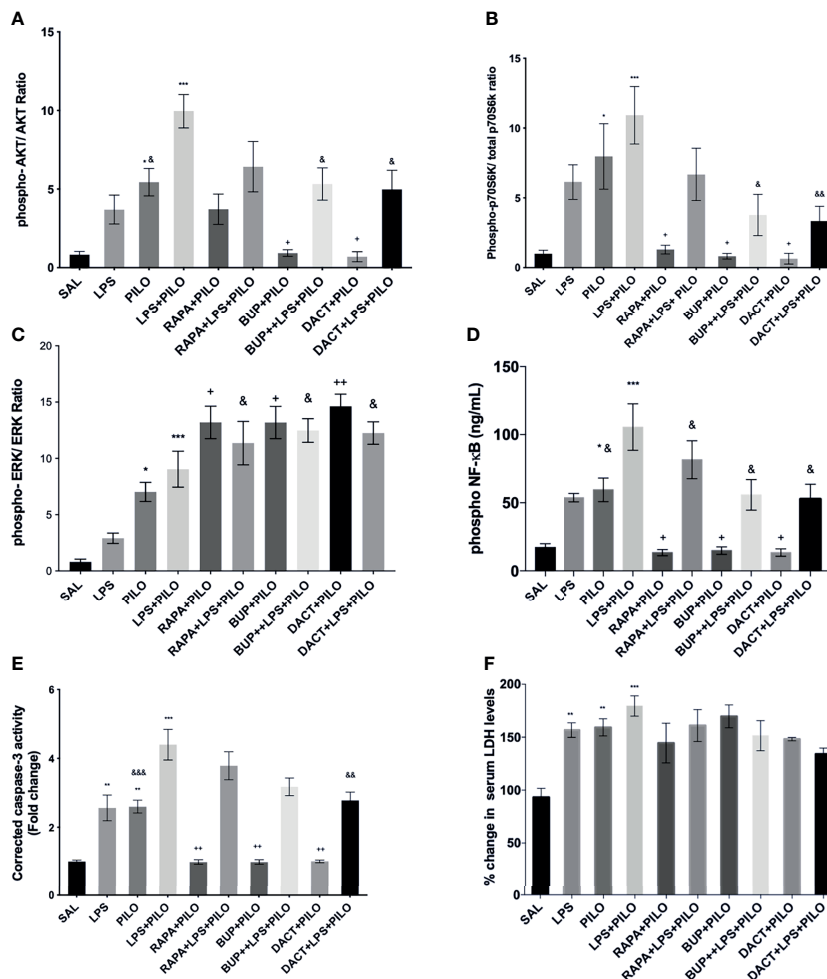 A
phospho- AKT/ AKT Ratio
15
10
5
0
* &
***
+
&
+
&
SAL
LPS
PILO
LPS+PILO
RAPA+PILO
RAPA+LPS+PILO
BUP+PILO
BUP++LPS+PILO
DACT+PILO
DACT+LPS+PILO
B
Phospho-p70S6K/ total p70S6k ratio
15
10
5
0
*
***
+
+
&
+
&&
SAL
LPS
PILO
LPS+PILO
RAPA+PILO
RAPA+LPS+ PILO
BUP+PILO
BUP++LPS+PILO
DACT+PILO
DACT+LPS+PILO
C
phospho- ERK/ ERK Ratio
20
15
10
5
0
*
***
+
&
+
&
++
&
SAL
LPS
PILO
LPS+PILO
RAPA+PILO
RAPA+LPS+PILO
BUP+PILO
BUP++LPS+PILO
DACT+PILO
DACT+LPS+PILO
D
phospho NF-κB (ng/mL)
150
100
50
0
* &
***
+
&
+
&
+
&
SAL
LPS
PILO
LPS+PILO
RAPA+PILO
RAPA+LPS+PILO
BUP+PILO
BUP++LPS+PILO
DACT+PILO
DACT+LPS+PILO
E
Corrected caspase-3 activity
(Fold change)
6
4
2
0
**
&&&
**
***
++
++
++
&&
SAL
LPS
PILO
LPS+PILO
RAPA+PILO
RAPA+LPS+PILO
BUP+PILO
BUP++LPS+PILO
DACT+PILO
DACT+LPS+PILO
F
% change in serum LDH levels
200
150
100
50
0
**
**
***
SAL
LPS
PILO
LPS+PILO
RAPA+PILO
RAPA+LPS+PILO
BUP+PILO
BUP++LPS+PILO
DACT+PILO
DACT+LPS+PILO